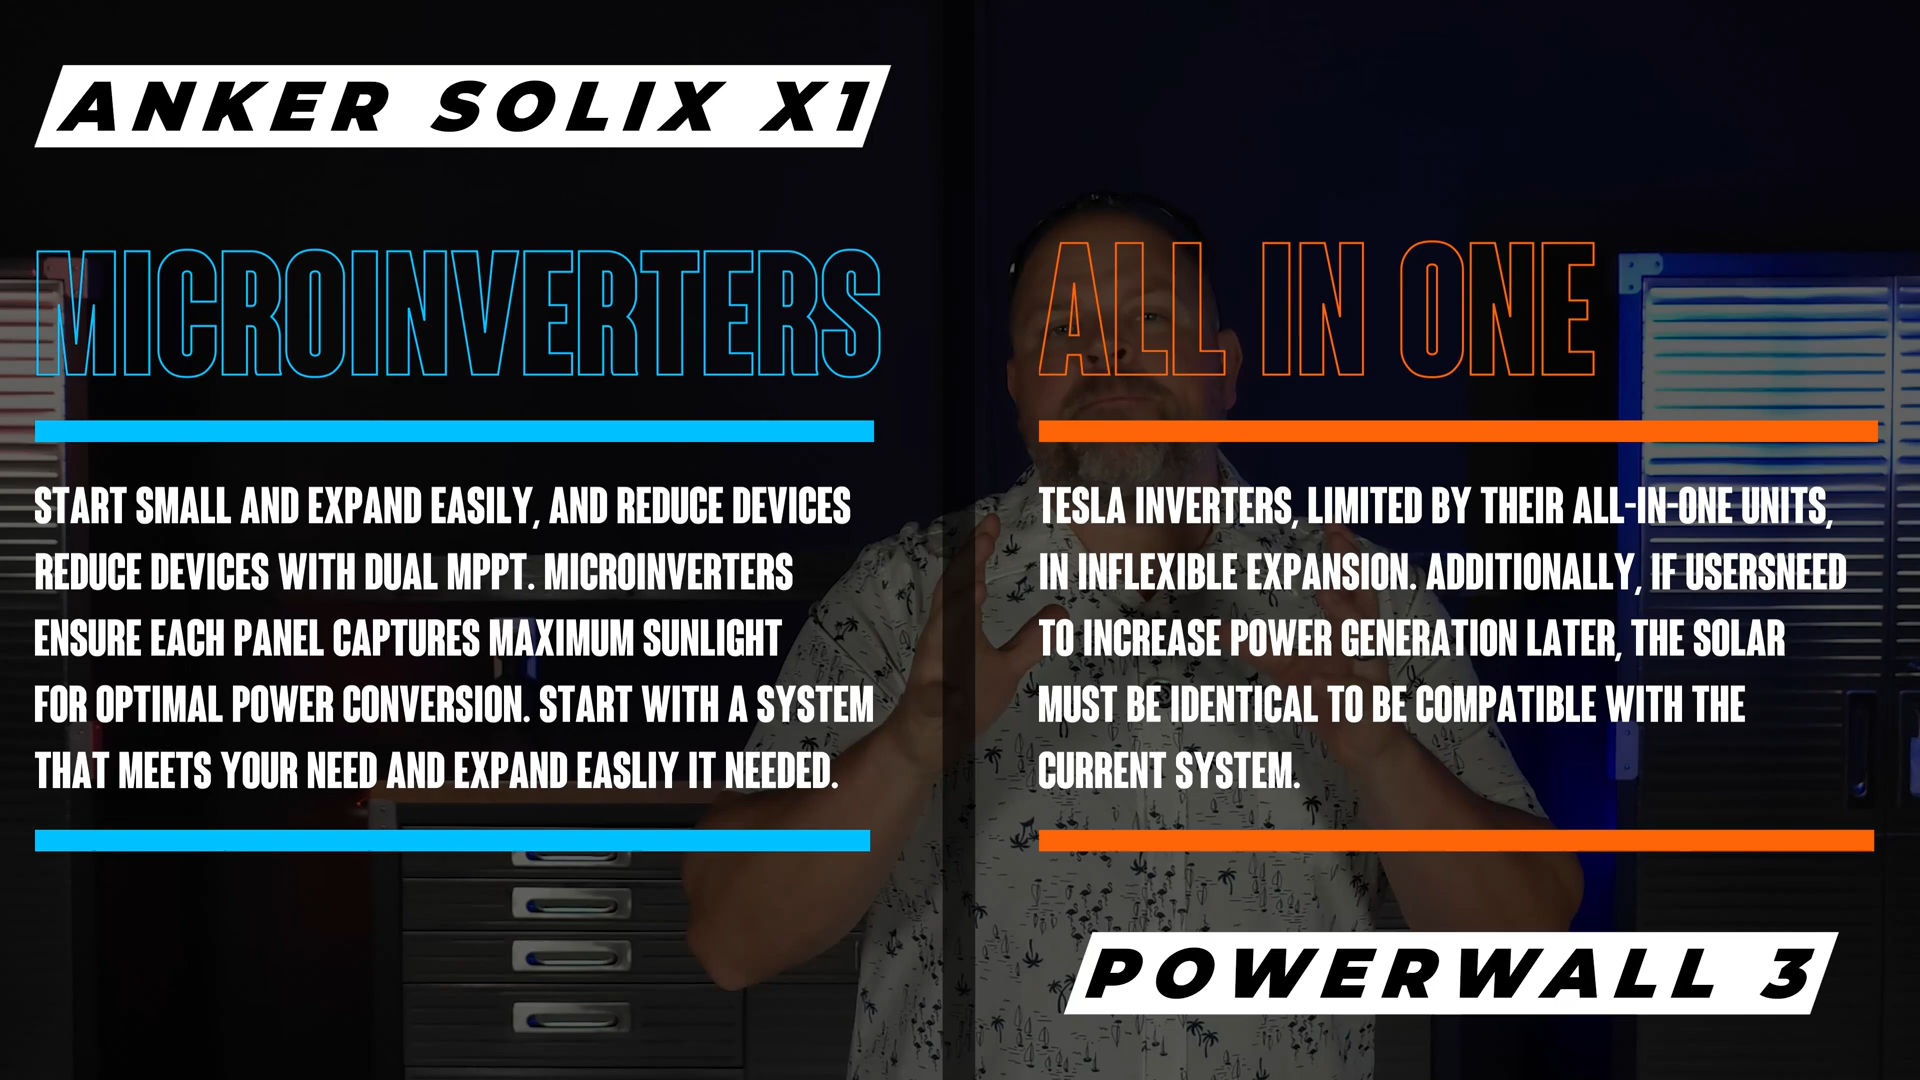 ANKER SOLIX X1
MICROINVERTERS
START SMALL AND EXPAND EASILY, AND REDUCE DEVICES
REDUCE DEVICES WITH DUAL MPPT. MICROINVERTERS
ENSURE EACH PANEL CAPTURES MAXIMUM SUNLIGHT
FOR OPTIMAL POWER CONVERSION. START WITH A SYSTEM
THAT MEETS YOUR NEED AND EXPAND EASLIY IT NEEDED.
ALL IN ONE
TESLA INVERTERS, LIMITED BY THEIR ALL-IN-ONE UNITS,
IN INFLEXIBLE EXPANSION. ADDITIONALLY, IF USERSNEED
TO INCREASE POWER GENERATION LATER, THE SOLAR
MUST BE IDENTICAL TO BE COMPATIBLE WITH THE
CURRENT SYSTEM.
POWERWALL 3